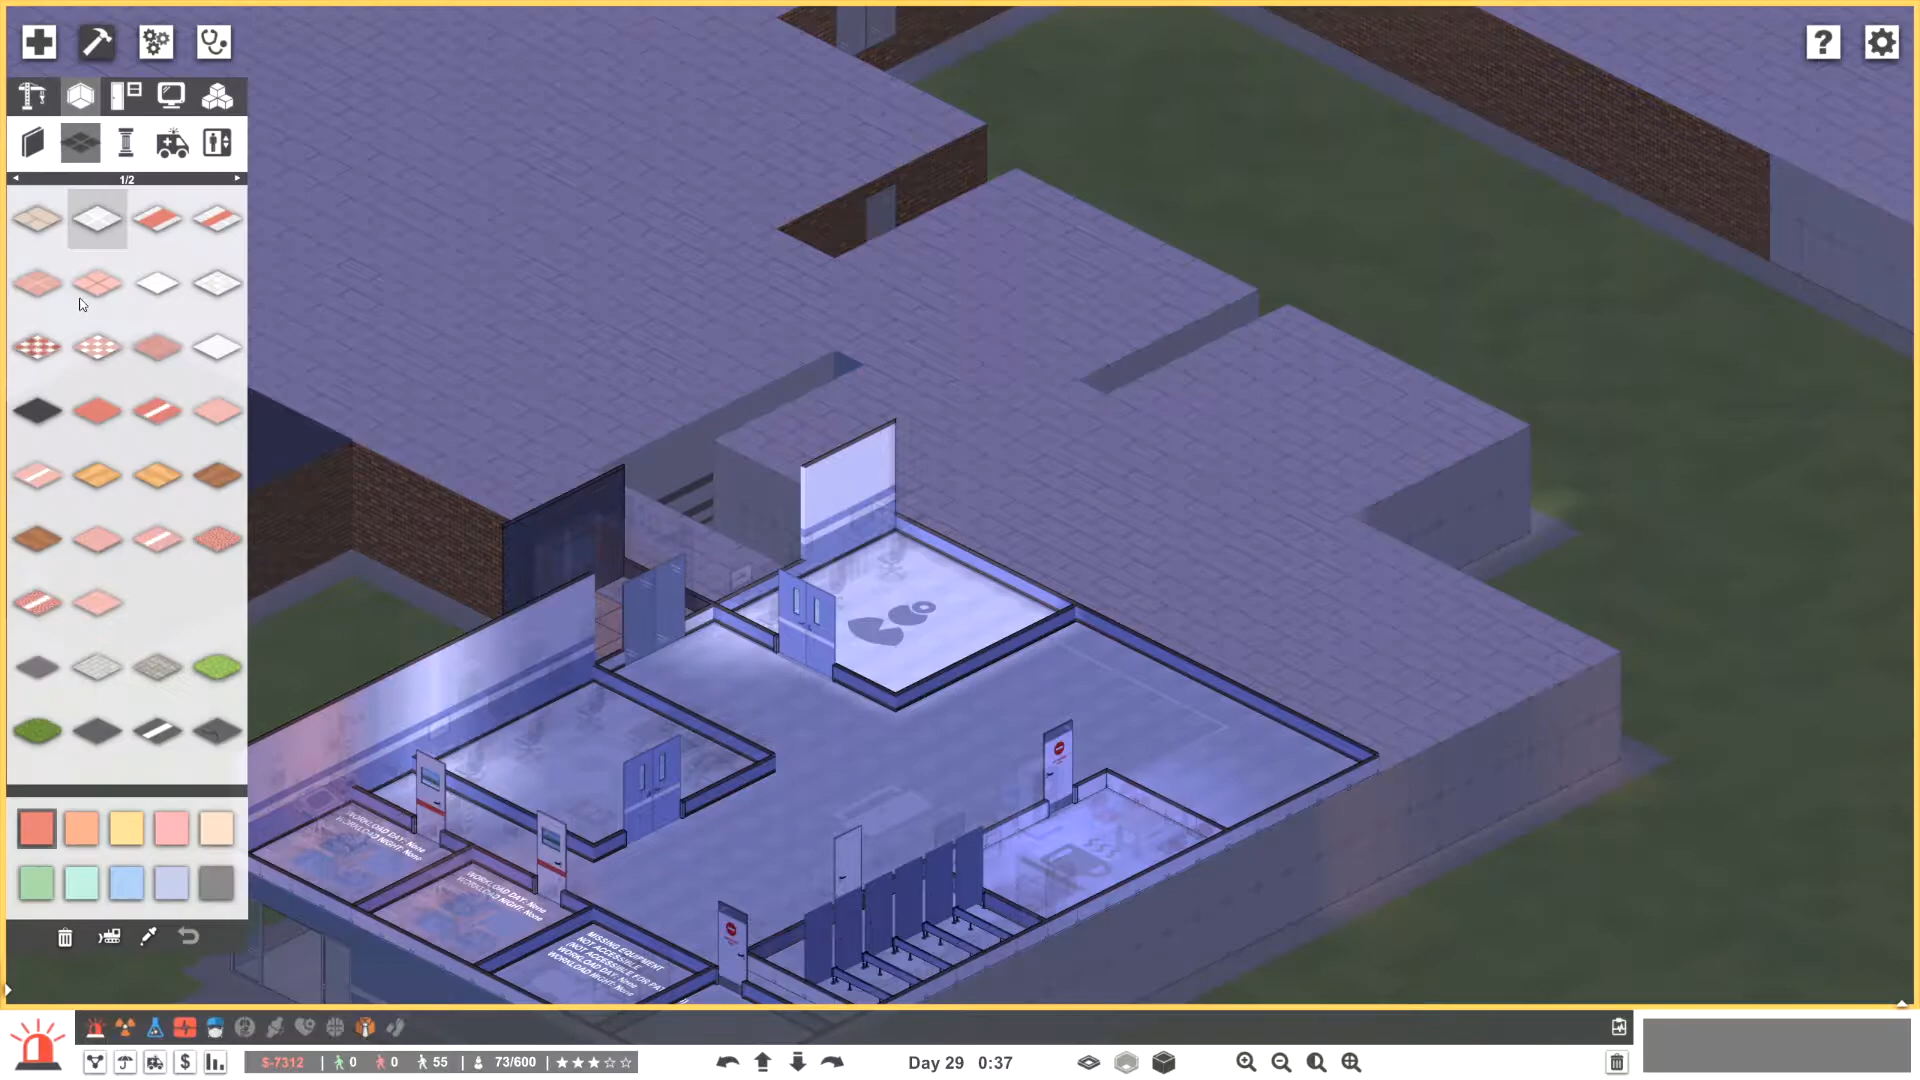 1/2
WORKLOAD DAY: None
WORKLOAD NIGHT: None
WORKLOAD DAY: None
WORKLOAD NIGHT: None
MISSING EQUIPMENT
NOT ACCESSIBLE
WORKLOAD DAY: None
WORKLOAD NIGHT: None
$-7312
0
0
55
73/600
Day 29 0:37